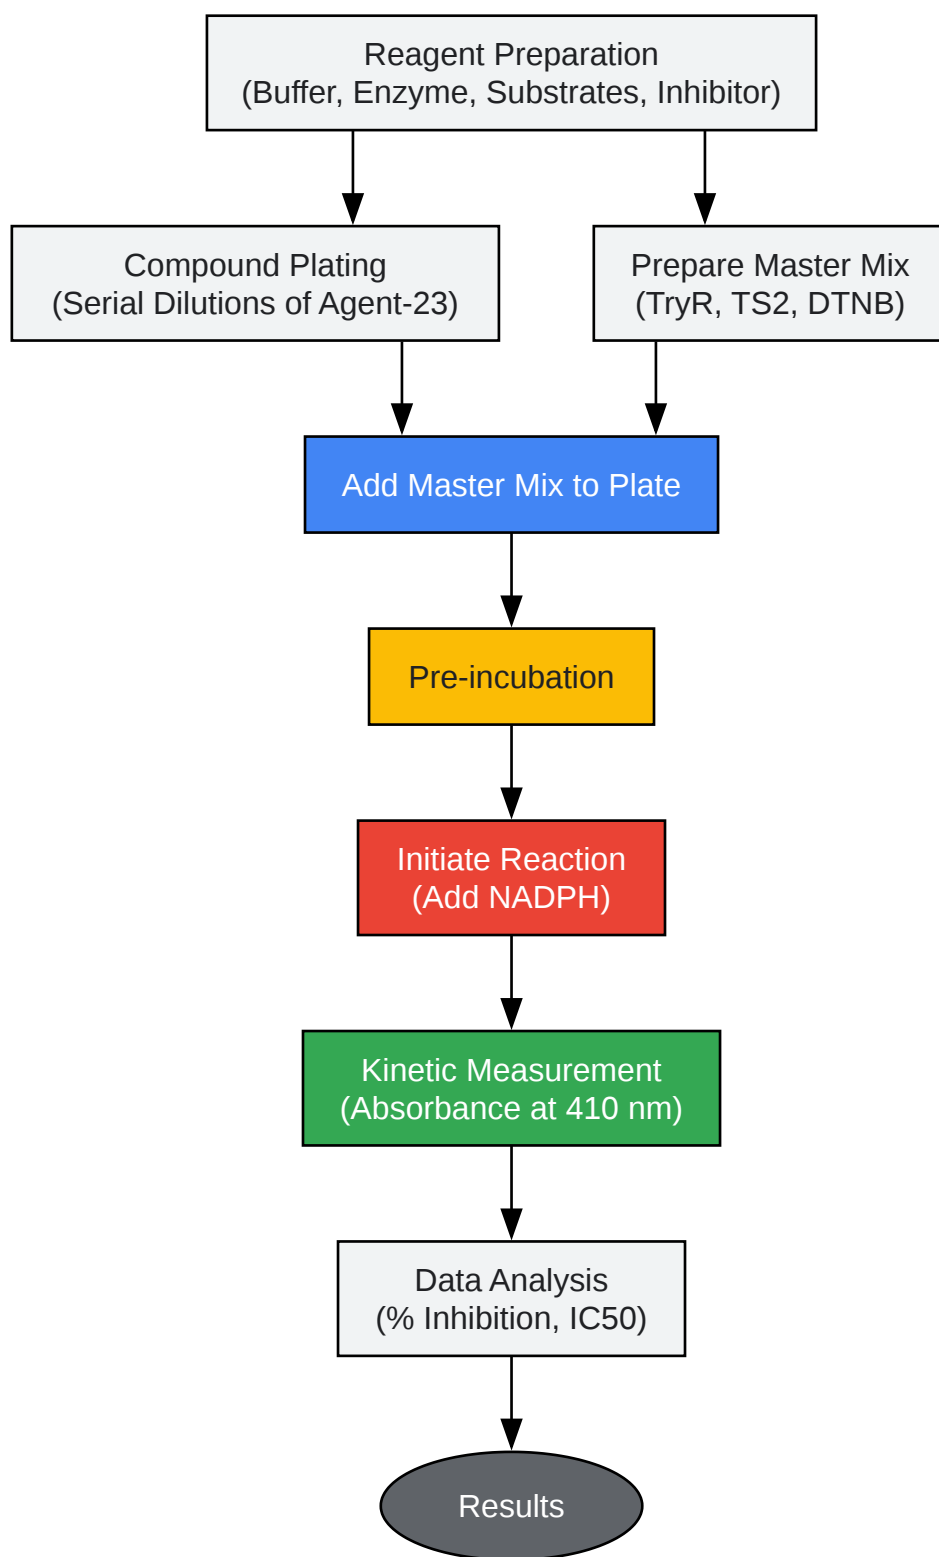 Reagent Preparation
(Buffer, Enzyme, Substrates, Inhibitor)
Compound Plating
(Serial Dilutions of Agent-23)
Prepare Master Mix
(TryR, TS2, DTNB)
Add Master Mix to Plate
Pre-incubation
Initiate Reaction
(Add NADPH)
Kinetic Measurement
(Absorbance at 410 nm)
Data Analysis
(% Inhibition, IC50)
Results